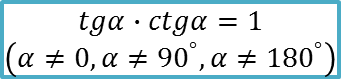 tgα · ctgα = 1
(α ≠ 0, α ≠ 90°, α ≠ 180°)